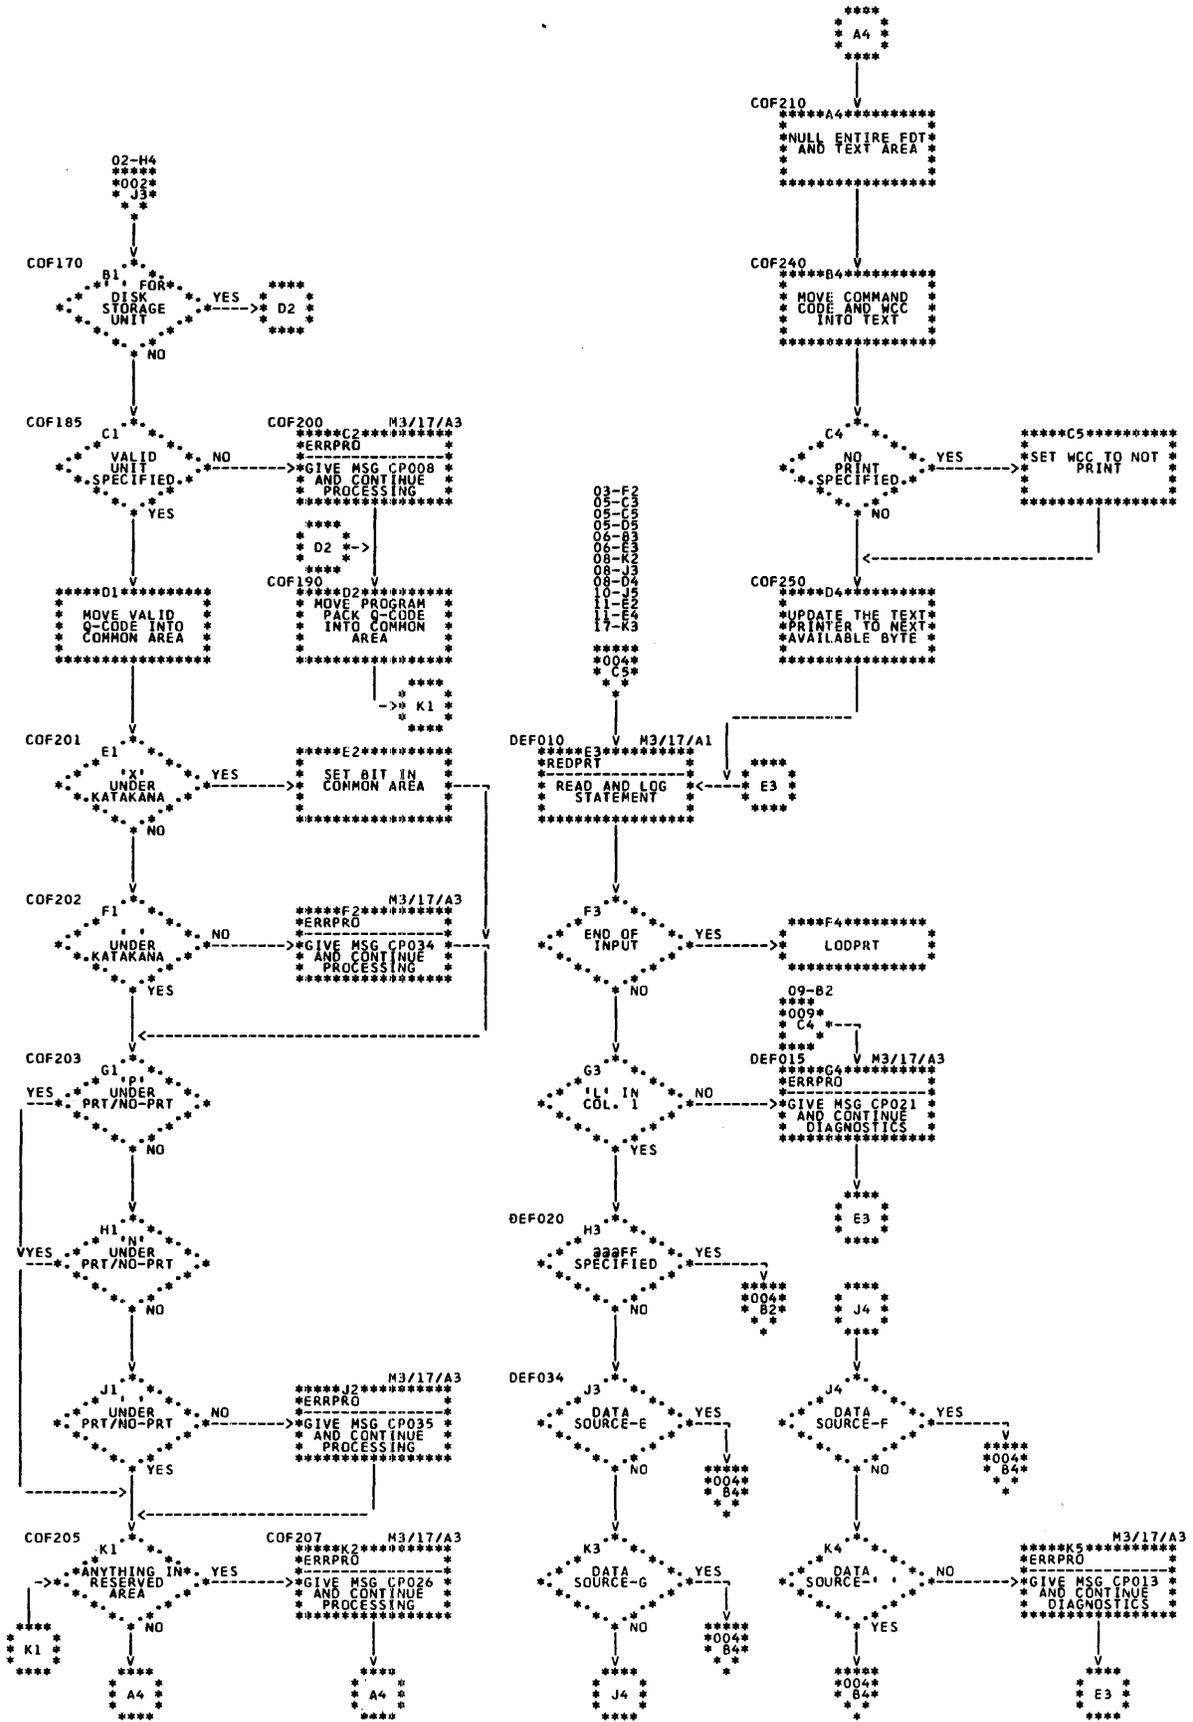 A4
COF210
A4
NULL ENTIRE FDT
AND TEXT AREA
02-H4
002
J3
COF170
B1
' ' FOR
DISK
STORAGE
UNIT
YES
D2
NO
COF240
B4
MOVE COMMAND
CODE AND WCC
INTO TEXT
COF185
C1
VALID
UNIT
SPECIFIED
NO
YES
COF200
M3/17/A3
C2
ERRPRO
GIVE MSG CP008
AND CONTINUE
PROCESSING
C4
NO
PRINT
SPECIFIED
YES
NO
C5
SET WCC TO NOT
PRINT
D2
03-F2
05-C3
05-C5
05-D5
06-B3
06-E3
08-K2
08-J3
08-D4
10-J5
11-E2
11-E4
17-K3
D1
MOVE VALID
Q-CODE INTO
COMMON AREA
COF190
D2
MOVE PROGRAM
PACK Q-CODE
INTO COMMON
AREA
K1
004
C5
COF250
D4
UPDATE THE TEXT
PRINTER TO NEXT
AVAILABLE BYTE
COF201
E1
'X'
UNDER
KATAKANA
YES
NO
E2
SET BIT IN
COMMON AREA
DEF010
M3/17/A1
E3
REDPRT
READ AND LOG
STATEMENT
E3
COF202
F1
' '
UNDER
KATAKANA
NO
YES
M3/17/A3
F2
ERRPRO
GIVE MSG CP034
AND CONTINUE
PROCESSING
F3
END OF
INPUT
YES
NO
F4
LODPRT
09-B2
009
C4
COF203
G1
'P'
UNDER
PRT/NO-PRT
YES
NO
G3
'L' IN
COL. 1
NO
YES
DEF015
M3/17/A3
G4
ERRPRO
GIVE MSG CP021
AND CONTINUE
DIAGNOSTICS
E3
H1
'N'
UNDER
PRT/NO-PRT
YES
NO
DEF020
H3
@@@FF
SPECIFIED
YES
NO
004
B2
J4
J1
' '
UNDER
PRT/NO-PRT
NO
YES
M3/17/A3
J2
ERRPRO
GIVE MSG CP035
AND CONTINUE
PROCESSING
DEF034
J3
DATA
SOURCE-E
YES
NO
004
B4
J4
DATA
SOURCE-F
YES
NO
004
B4
COF205
K1
ANYTHING IN
RESERVED
AREA
YES
NO
K1
A4
COF207
M3/17/A3
K2
ERRPRO
GIVE MSG CP026
AND CONTINUE
PROCESSING
A4
K3
DATA
SOURCE-G
YES
NO
004
B4
J4
K4
DATA
SOURCE-' '
NO
YES
004
B4
M3/17/A3
K5
ERRPRO
GIVE MSG CP013
AND CONTINUE
DIAGNOSTICS
E3